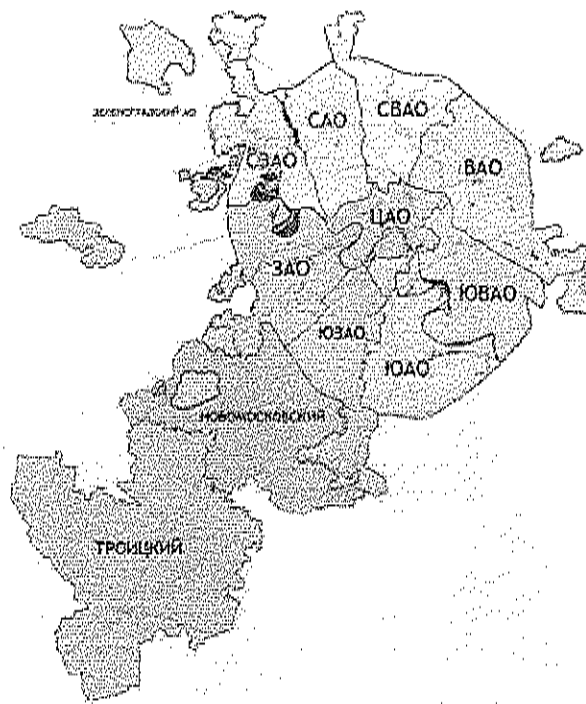 ЗЕЛЕНОГРАДСКИЙ АО
САО
СВАО
СЗАО
ВАО
ЦАО
ЗАО
ЮВАО
ЮЗАО
ЮАО
НОВОМОСКОВСКИЙ
ТРОИЦКИЙ